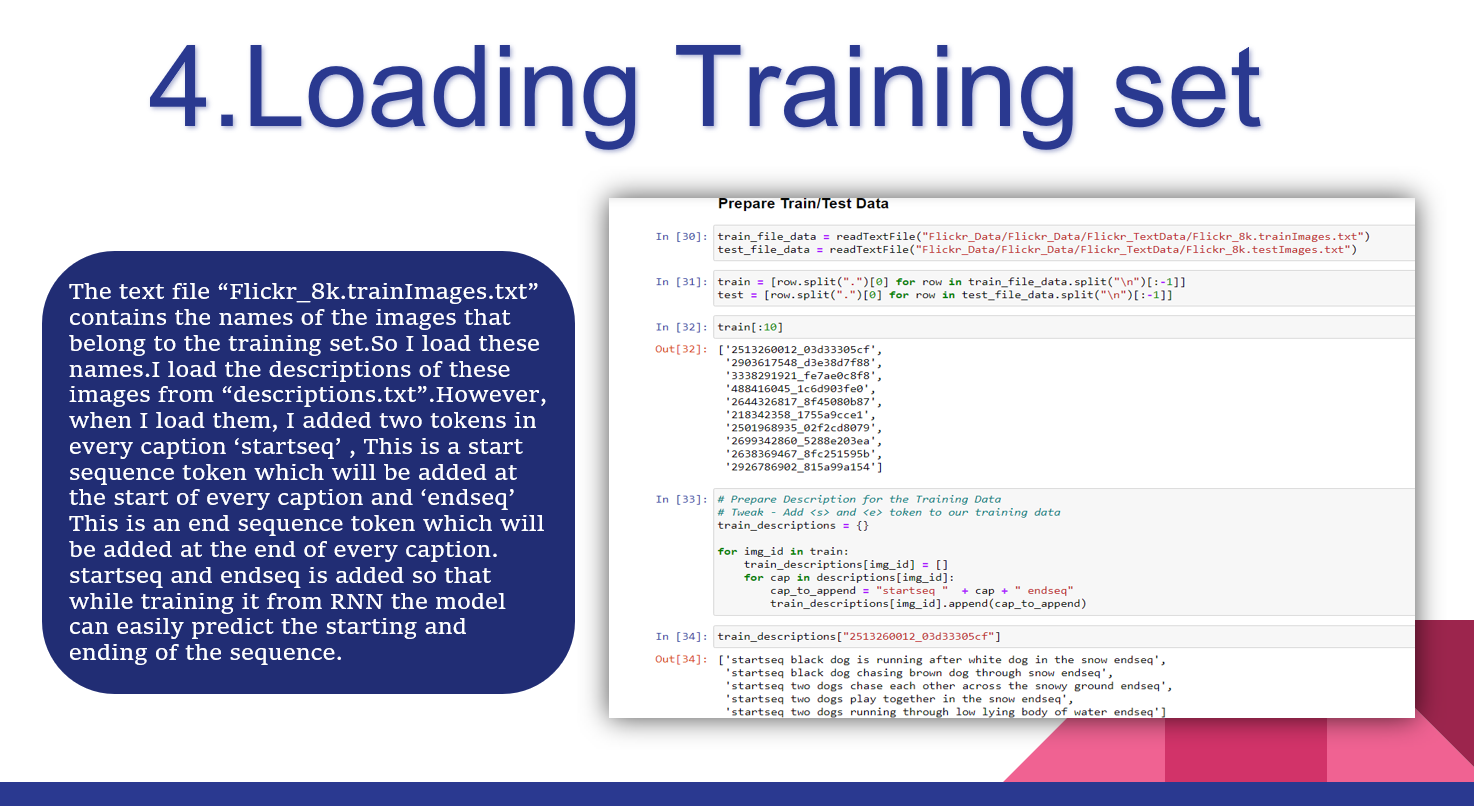 4.Loading Training set
The text file “Flickr_8k.trainImages.txt”
contains the names of the images that
belong to the training set.So I load these
names.I load the descriptions of these
images from “descriptions.txt”.However,
when I load them, I added two tokens in
every caption ‘startseq’ , This is a start
sequence token which will be added at
the start of every caption and ‘endseq’
This is an end sequence token which will
be added at the end of every caption.
startseq and endseq is added so that
while training it from RNN the model
can easily predict the starting and
ending of the sequence.
Prepare Train/Test Data
In [30]: train_file_data = readTextFile("Flickr_Data/Flickr_Data/Flickr_TextData/Flickr_8k.trainImages.txt")
test_file_data = readTextFile("Flickr_Data/Flickr_Data/Flickr_TextData/Flickr_8k.testImages.txt")
In [31]: train = [row.split(".")[0] for row in train_file_data.split("\n")[:-1]]
test = [row.split(".")[0] for row in test_file_data.split("\n")[:-1]]
In [32]: train[:10]
Out[32]: ['2513260012_03d33305cf',
'2903617548_d3e38d7f88',
'3338291921_fe7ae0c8f8',
'488416045_1c6d903fe0',
'2644326817_8f45080b87',
'218342358_1755a9cce1',
'2501968935_02f2cd8079',
'2699342860_5288e203ea',
'2638369467_8fc251595b',
'2926786902_815a99a154']
In [33]: # Prepare Description for the Training Data
# Tweak - Add <s> and <e> token to our training data
train_descriptions = {}
for img_id in train:
train_descriptions[img_id] = []
for cap in descriptions[img_id]:
cap_to_append = "startseq "  + cap + " endseq"
train_descriptions[img_id].append(cap_to_append)
In [34]: train_descriptions["2513260012_03d33305cf"]
Out[34]: ['startseq black dog is running after white dog in the snow endseq',
'startseq black dog chasing brown dog through snow endseq',
'startseq two dogs chase each other across the snowy ground endseq',
'startseq two dogs play together in the snow endseq',
'startseq two dogs running through low lying body of water endseq']